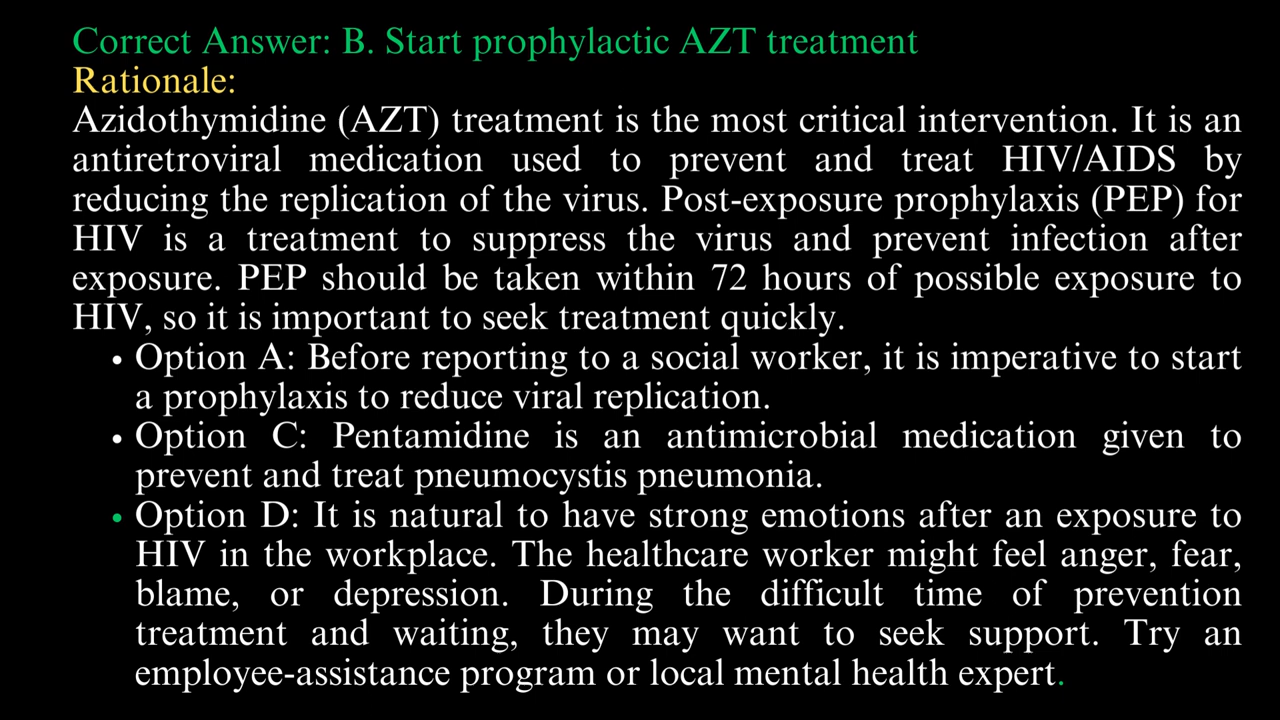 Correct Answer: B. Start prophylactic AZT treatment
Rationale:
Azidothymidine (AZT) treatment is the most critical intervention. It is an
antiretroviral medication used to prevent and treat HIV/AIDS by
reducing the replication of the virus. Post-exposure prophylaxis (PEP) for
HIV is a treatment to suppress the virus and prevent infection after
exposure. PEP should be taken within 72 hours of possible exposure to
HIV, so it is important to seek treatment quickly.
• Option A: Before reporting to a social worker, it is imperative to start
a prophylaxis to reduce viral replication.
• Option C: Pentamidine is an antimicrobial medication given to
prevent and treat pneumocystis pneumonia.
• Option D: It is natural to have strong emotions after an exposure to
HIV in the workplace. The healthcare worker might feel anger, fear,
blame, or depression. During the difficult time of prevention
treatment and waiting, they may want to seek support. Try an
employee-assistance program or local mental health expert.